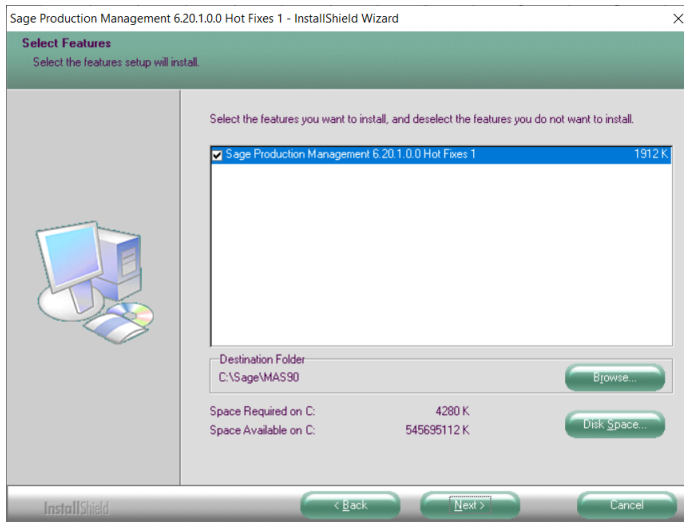 Sage Production Management 6.20.1.0.0 Hot Fixes 1 - InstallShield Wizard
Select Features
Select the features setup will install.
Select the features you want to install, and deselect the features you do not want to install.
Sage Production Management 6.20.1.0.0 Hot Fixes 1 1912 K
Destination Folder
C:\Sage\MAS90
Browse...
Space Required on C: 4280 K
Space Available on C: 545695112 K
Disk Space...
InstallShield
< Back
Next >
Cancel